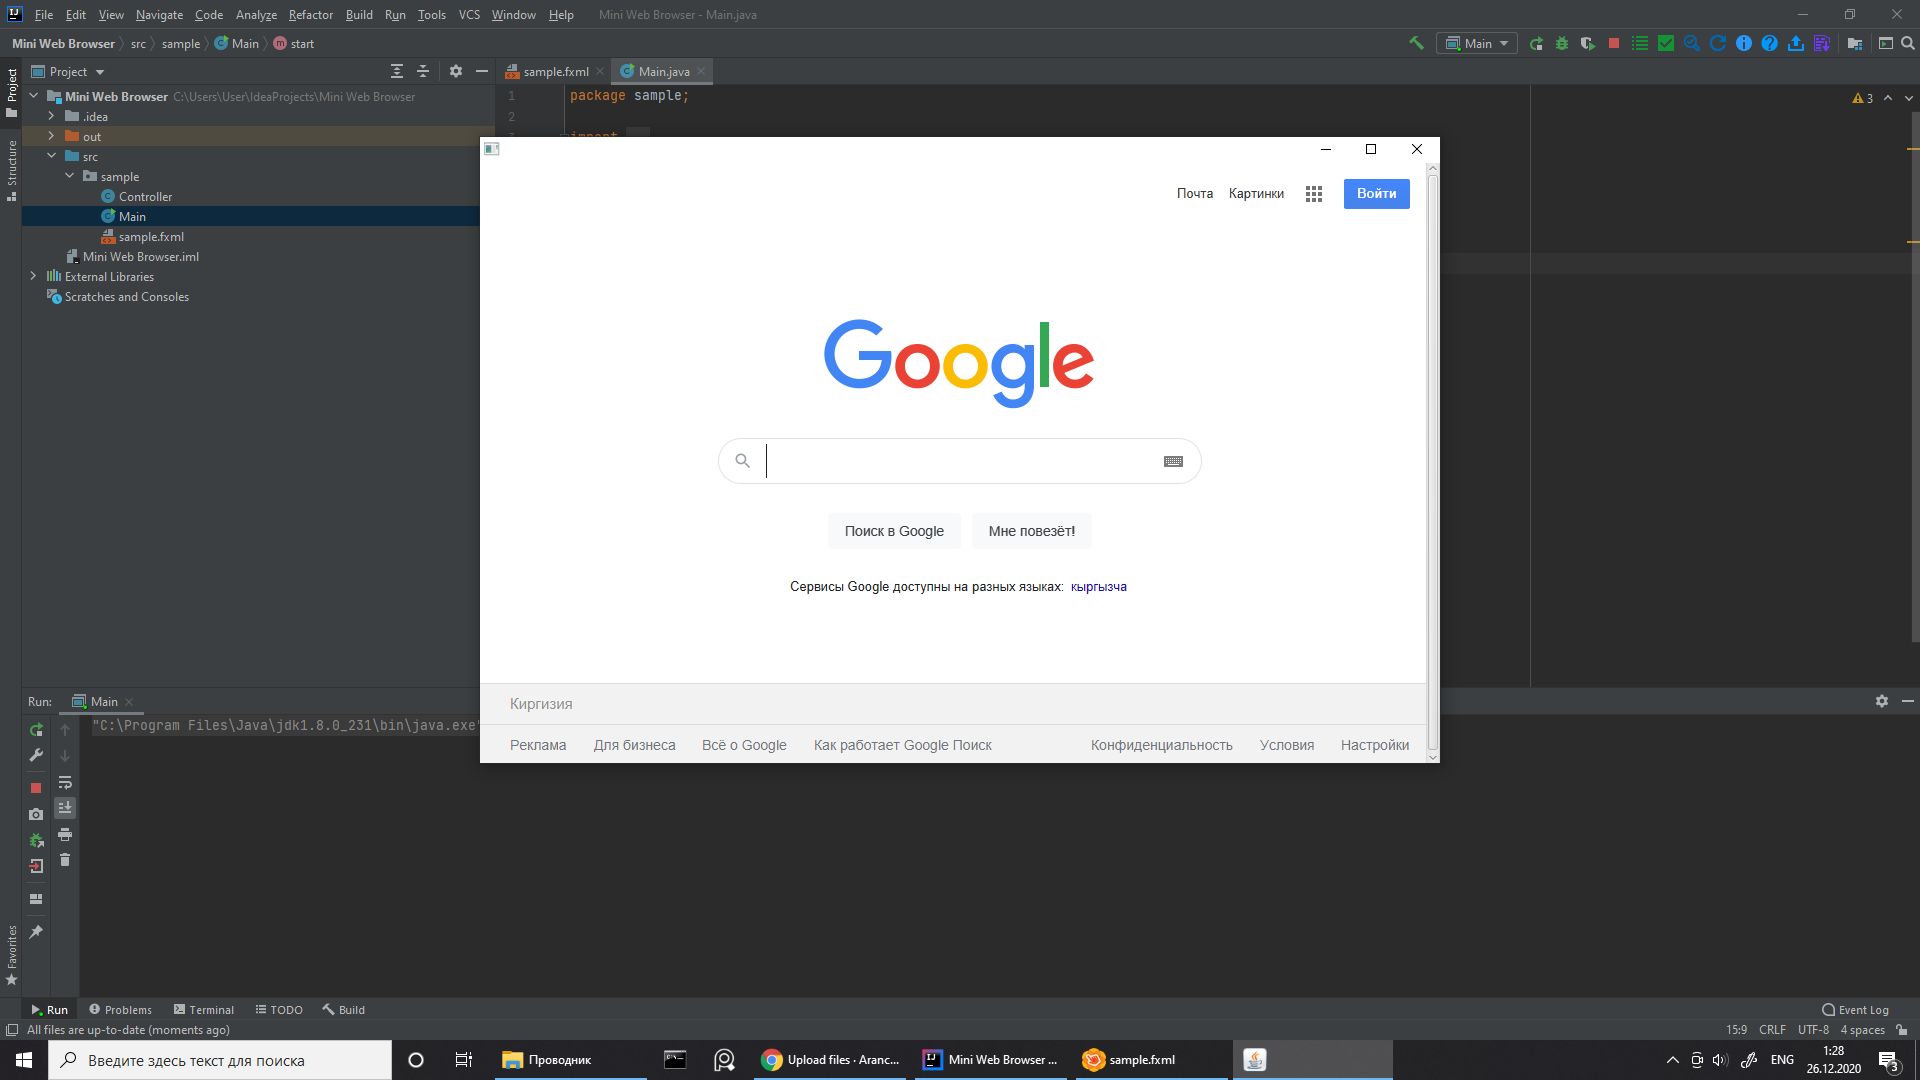 File Edit View Navigate Code Analyze Refactor Build Run Tools VCS Window Help Mini Web Browser - Main.java
Mini Web Browser src sample Main start
Main
Project
sample.fxml Main.java
Project
Mini Web Browser C:\Users\User\IdeaProjects\Mini Web Browser
.idea
out
src
sample
Controller
Main
sample.fxml
Mini Web Browser.iml
External Libraries
Scratches and Consoles
Structure
1 package sample;
2
3
Почта Картинки Войти
Google
Поиск в Google Мне повезёт!
Сервисы Google доступны на разных языках: кыргызча
Киргизия
Реклама Для бизнеса Всё о Google Как работает Google Поиск Конфиденциальность Условия Настройки
Run: Main
"C:\Program Files\Java\jdk1.8.0_231\bin\java.exe"
Favorites
Run Problems Terminal TODO Build Event Log
All files are up-to-date (moments ago) 15:9 CRLF UTF-8 4 spaces
Введите здесь текст для поиска Проводник Upload files · Aranc... Mini Web Browser ... sample.fxml ENG 1:28
26.12.2020 3